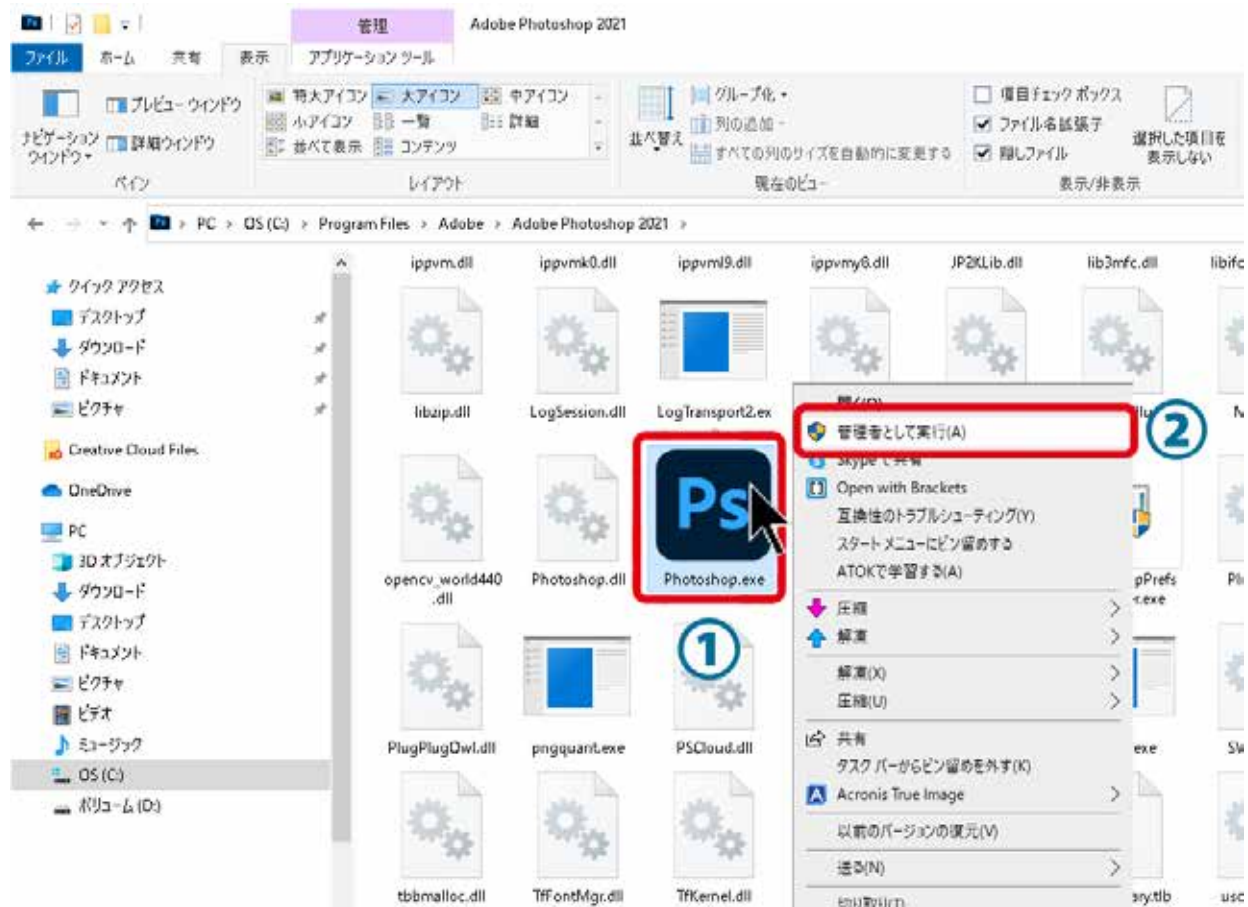 管理
Adobe Photoshop 2021
ファイル ホーム 共有 表示 アプリケーション ツール
ナビゲーション ウィンドウ
プレビュー ウィンドウ
詳細ウィンドウ
ペイン
特大アイコン 大アイコン 中アイコン
小アイコン 一覧 詳細
並べて表示 コンテンツ
レイアウト
並べ替え
グループ化
列の追加
すべての列のサイズを自動的に変更する
現在のビュー
項目チェック ボックス
ファイル名拡張子
隠しファイル
選択した項目を
表示しない
表示/非表示
PC > OS (C:) > Program Files > Adobe > Adobe Photoshop 2021 >
クイック アクセス
デスクトップ
ダウンロード
ドキュメント
ピクチャ
Creative Cloud Files
OneDrive
PC
3D オブジェクト
ダウンロード
デスクトップ
ドキュメント
ピクチャ
ビデオ
ミュージック
OS (C:)
ボリューム (D:)
ippvm.dll ippvmk0.dll ippvml9.dll ippvmy8.dll JP2KLib.dll lib3mfc.dll libifc
libzip.dll LogSession.dll LogTransport2.ex
opencv_world440
.dll
Photoshop.dll
Ps
Photoshop.exe
①
PlugPlugOwl.dll pngquant.exe PSCloud.dll
tbbmalloc.dll TfFontMgr.dll TfKernel.dll
管理者として実行(A)
②
Skype で共有
Open with Brackets
互換性のトラブルシューティング(Y)
スタート メニューにピン留めする
ATOKで学習する(A)
圧縮
解凍
解凍(X)
圧縮(U)
共有
タスク バーからピン留めを外す(K)
Acronis True Image
以前のバージョンの復元(V)
送る(N)
切り取り(T)
pPrefs
r.exe
exe
ary.tlb
usc